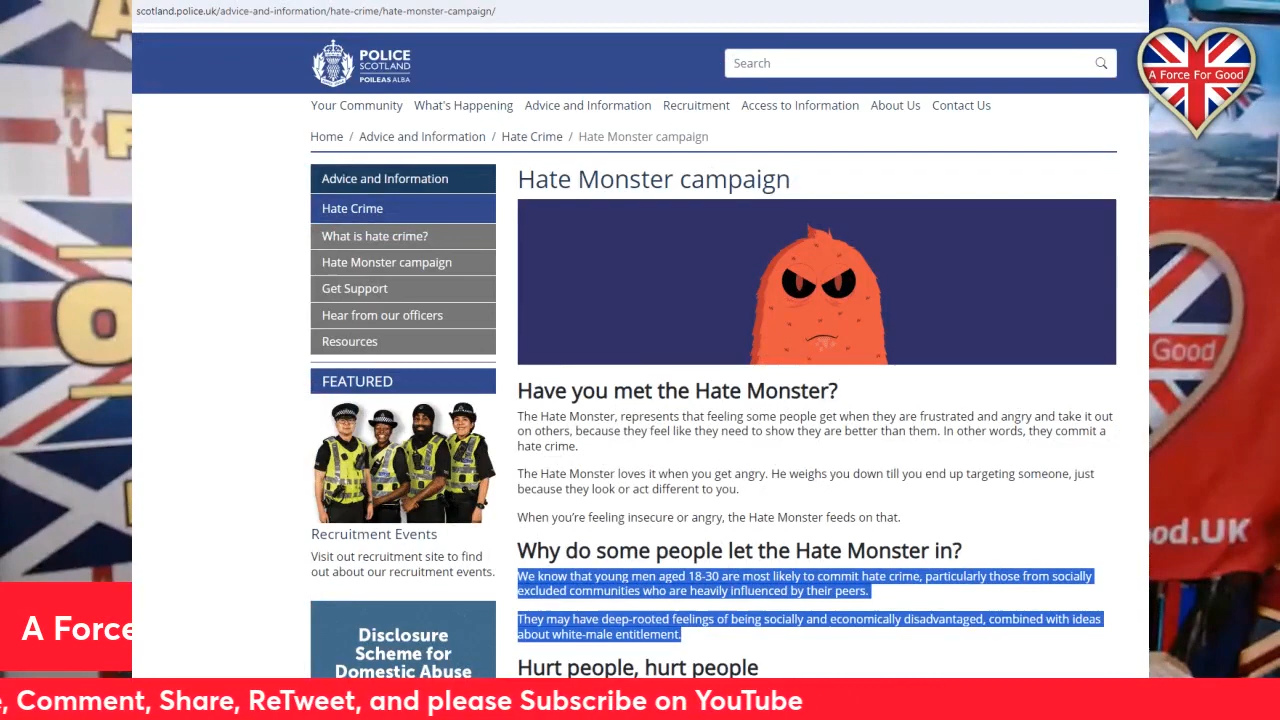 scotland.police.uk/advice-and-information/hate-crime/hate-monster-campaign/
POLICE
SCOTLAND
POILEAS ALBA
Search
A Force For Good
Your Community What's Happening Advice and Information Recruitment Access to Information About Us Contact Us
Home / Advice and Information / Hate Crime / Hate Monster campaign
Advice and Information
Hate Crime
What is hate crime?
Hate Monster campaign
Get Support
Hear from our officers
Resources
FEATURED
Recruitment Events
Visit out recruitment site to find
out about our recruitment events.
Disclosure
Scheme for
Domestic Abuse
Hate Monster campaign
Have you met the Hate Monster?
The Hate Monster, represents that feeling some people get when they are frustrated and angry and take it out
on others, because they feel like they need to show they are better than them. In other words, they commit a
hate crime.
The Hate Monster loves it when you get angry. He weighs you down till you end up targeting someone, just
because they look or act different to you.
When you're feeling insecure or angry, the Hate Monster feeds on that.
Why do some people let the Hate Monster in?
We know that young men aged 18-30 are most likely to commit hate crime, particularly those from socially
excluded communities who are heavily influenced by their peers.
They may have deep-rooted feelings of being socially and economically disadvantaged, combined with ideas
about white-male entitlement.
Hurt people, hurt people
Good
ood.UK
A Force
, Comment, Share, ReTweet, and please Subscribe on YouTube